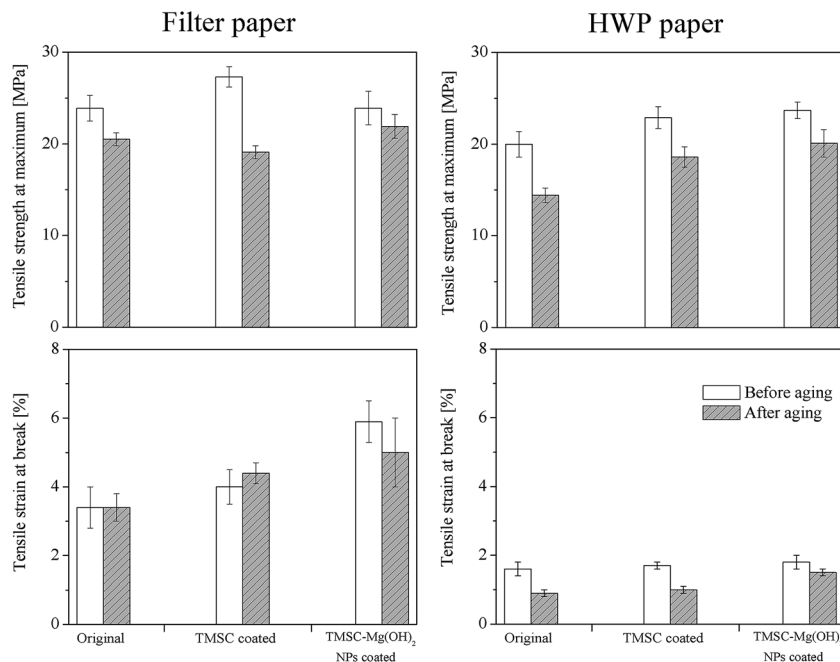 Filter paper
HWP paper
Tensile strength at maximum [MPa]
30
20
10
0
Tensile strength at maximum [MPa]
30
20
10
0
Tensile strain at break [%]
8
6
4
2
0
Original
TMSC coated
TMSC-Mg(OH)2
NPs coated
Tensile strain at break [%]
8
6
4
2
0
Before aging
After aging
Original
TMSC coated
TMSC-Mg(OH)
NPs coated